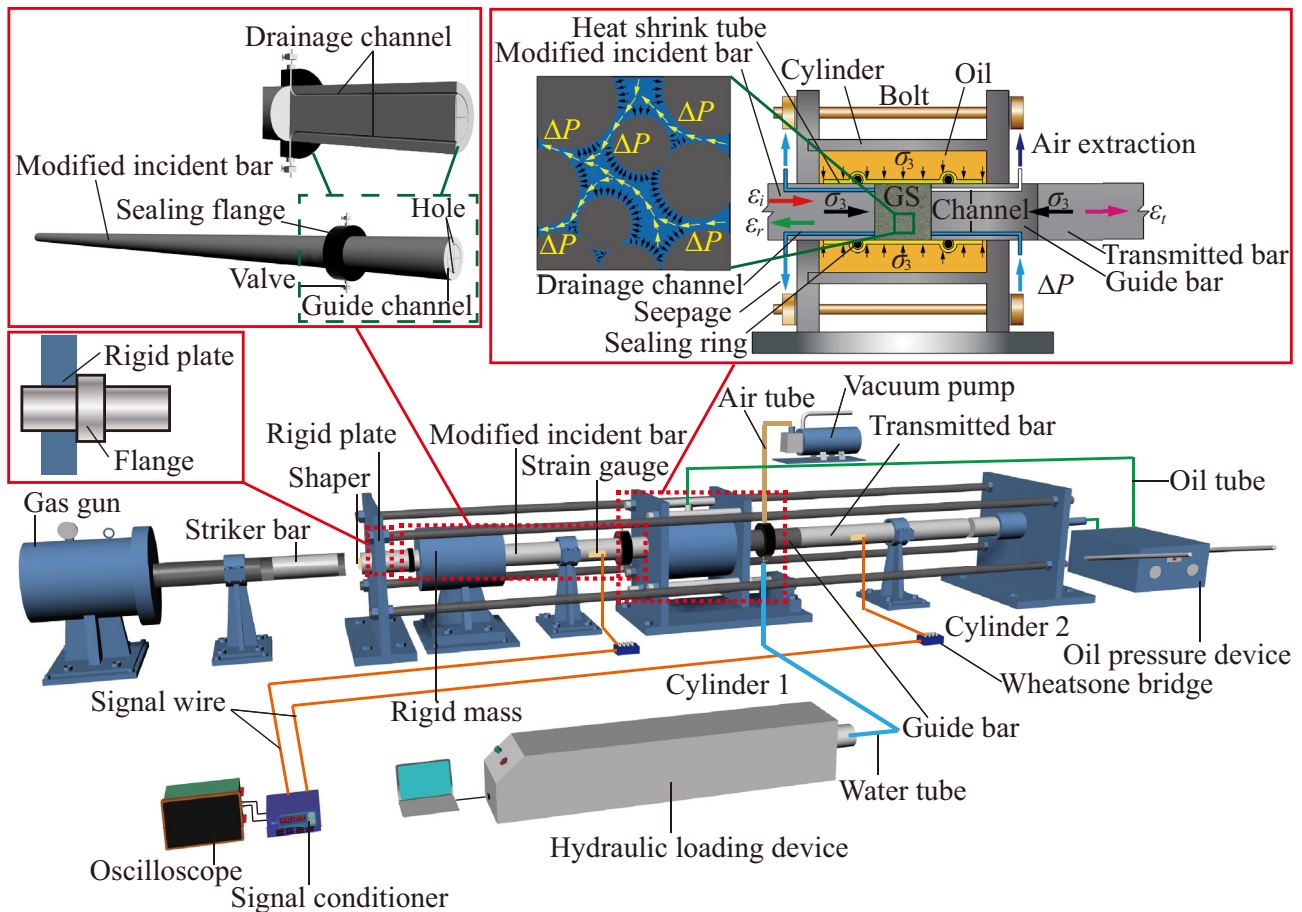 Drainage channel
Modified incident bar
Sealing flange
Hole
Valve
Guide channel
Heat shrink tube
Modified incident bar
Cylinder
Oil
Bolt
ΔP
ΔP
ΔP
ΔP
ΔP
ΔP
ΔP
Air extraction
σ3
εi
σ3
GS
Channel
σ3
εt
εr
σ3
Drainage channel
Seepage
Sealing ring
Transmitted bar
Guide bar
ΔP
Rigid plate
Flange
Gas gun
Striker bar
Rigid plate
Shaper
Modified incident bar
Strain gauge
Air tube
Vacuum pump
Transmitted bar
Oil tube
Cylinder 2
Oil pressure device
Wheatsone bridge
Cylinder 1
Signal wire
Rigid mass
Guide bar
Water tube
Hydraulic loading device
Oscilloscope
Signal conditioner